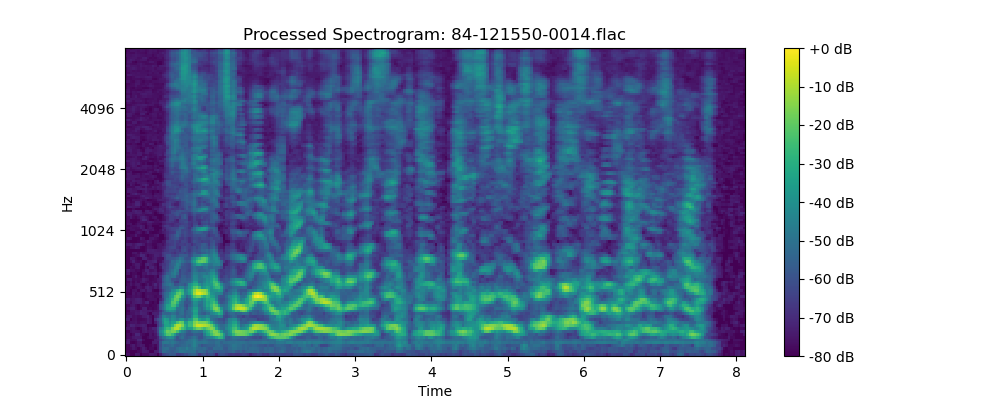 Processed Spectrogram: 84-121550-0014.flac
Hz
4096
2048
1024
512
0
0 1 2 3 4 5 6 7 8
Time
+0 dB
-10 dB
-20 dB
-30 dB
-40 dB
-50 dB
-60 dB
-70 dB
-80 dB